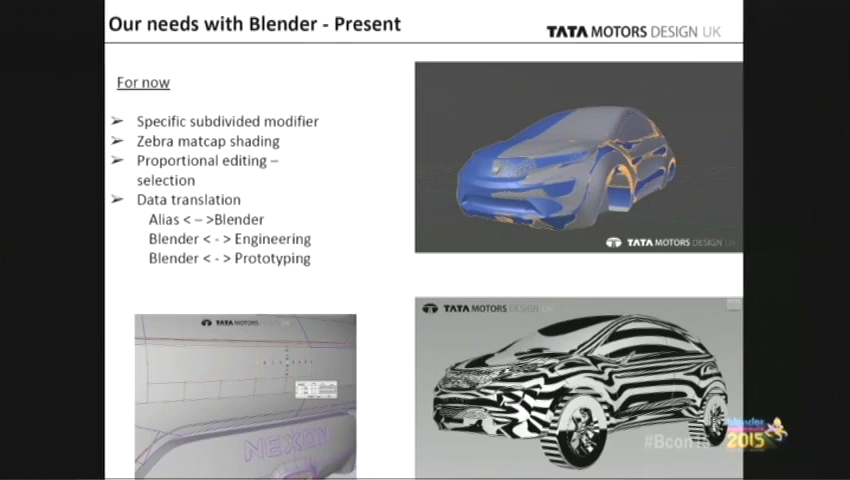 Our needs with Blender - Present
TATA MOTORS DESIGN UK
For now
➢ Specific subdivided modifier
➢ Zebra matcap shading
➢ Proportional editing –
selection
➢ Data translation
Alias < – >Blender
Blender < - > Engineering
Blender < - > Prototyping
TATA MOTORS DESIGN UK
TATA MOTORS DESIGN
TATA MOTORS DESIGN
NEXON
blender
2015